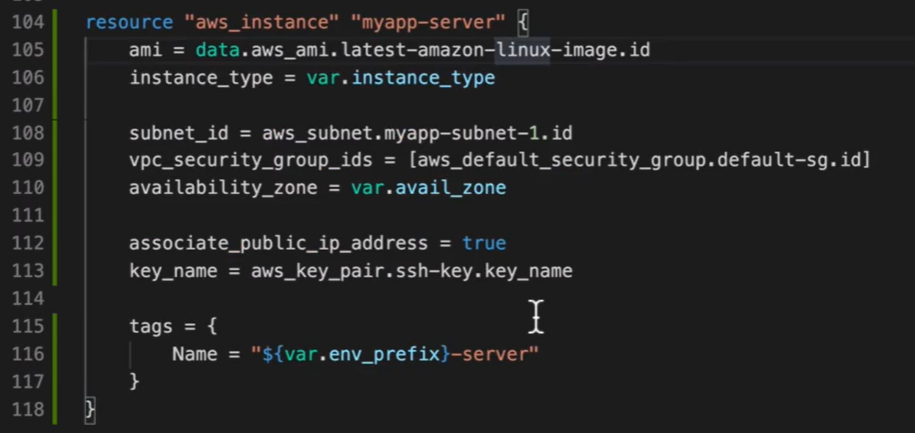 104 resource "aws_instance" "myapp-server" {
105     ami = data.aws_ami.latest-amazon-linux-image.id
106     instance_type = var.instance_type
107
108     subnet_id = aws_subnet.myapp-subnet-1.id
109     vpc_security_group_ids = [aws_default_security_group.default-sg.id]
110     availability_zone = var.avail_zone
111
112     associate_public_ip_address = true
113     key_name = aws_key_pair.ssh-key.key_name
114
115     tags = {
116         Name = "${var.env_prefix}-server"
117     }
118 }